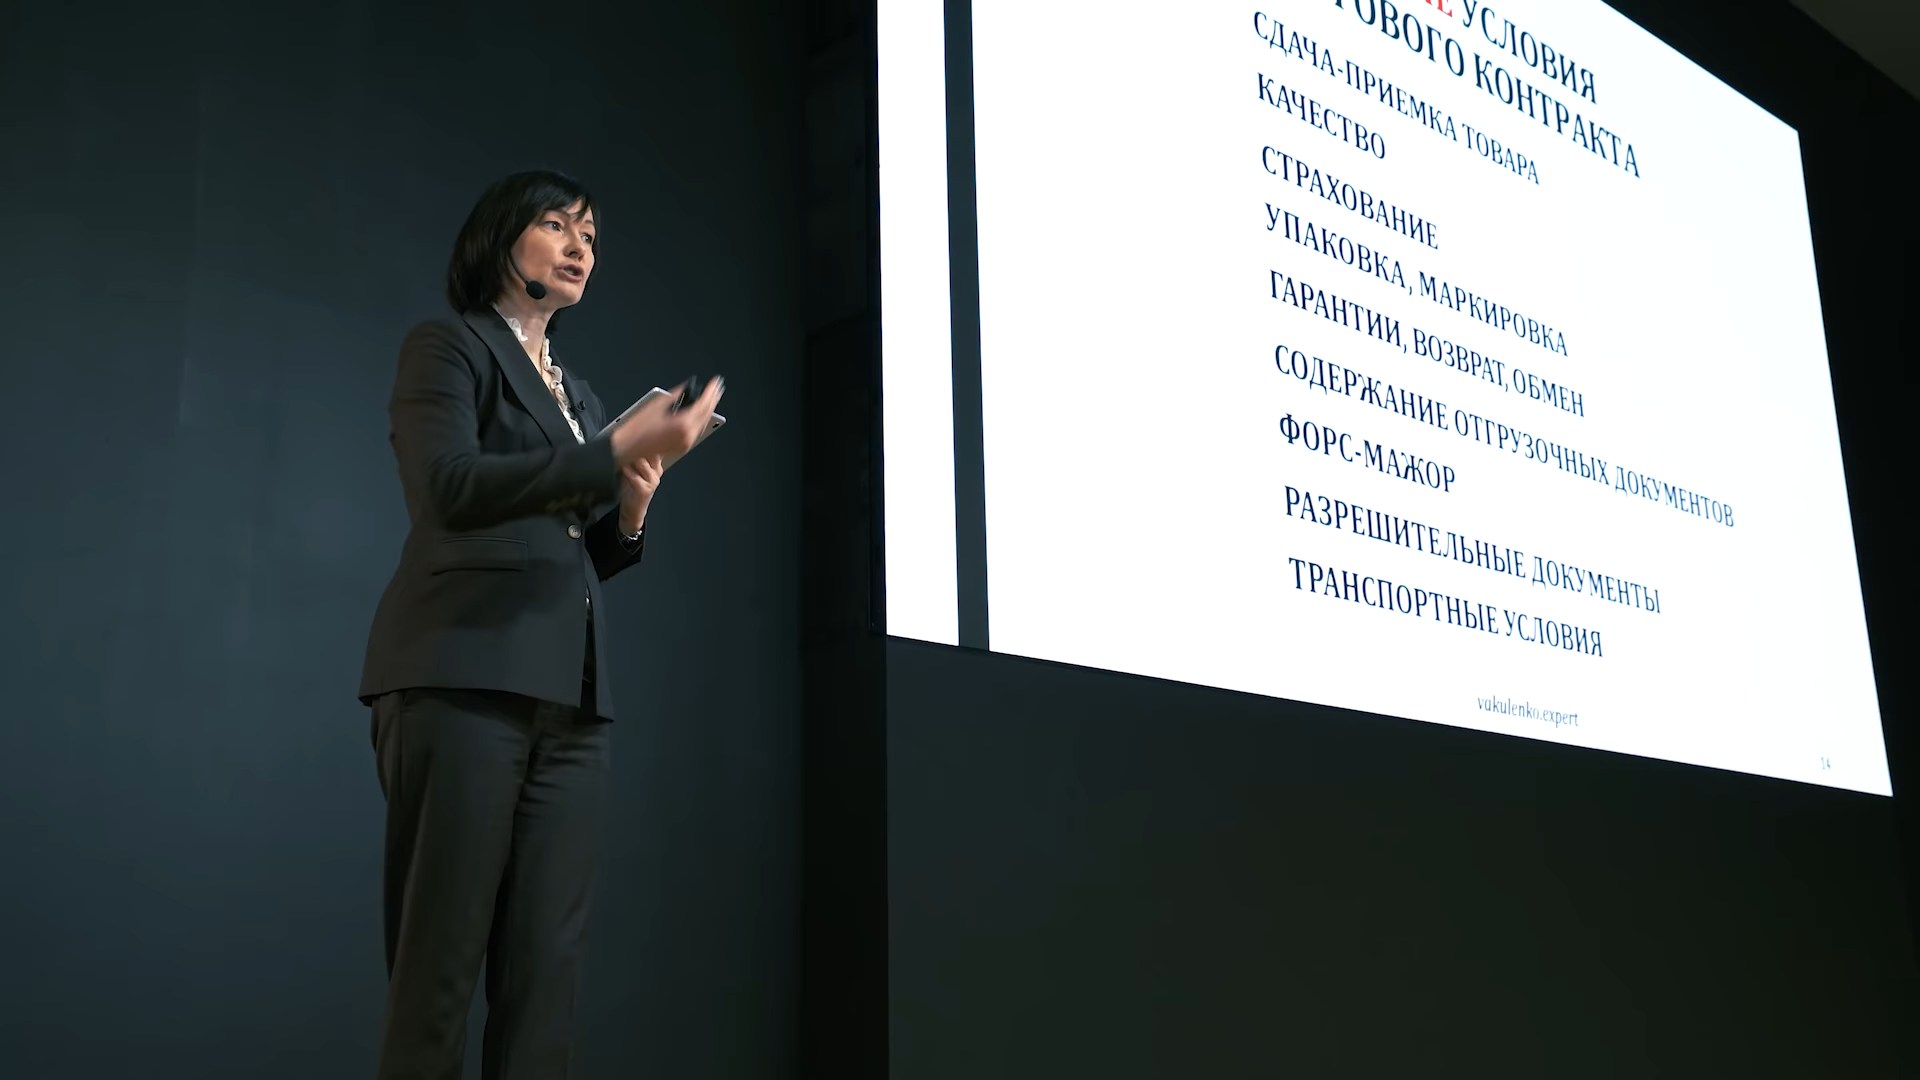 УСЛОВИЯ
КОНТРАКТА
СДАЧА-ПРИЕМКА ТОВАРА
КАЧЕСТВО
СТРАХОВАНИЕ
УПАКОВКА, МАРКИРОВКА
ГАРАНТИИ, ВОЗВРАТ, ОБМЕН
СОДЕРЖАНИЕ ОТГРУЗОЧНЫХ ДОКУМЕНТОВ
ФОРС-МАЖОР
РАЗРЕШИТЕЛЬНЫЕ ДОКУМЕНТЫ
ТРАНСПОРТНЫЕ УСЛОВИЯ
vakulenko.expert
14